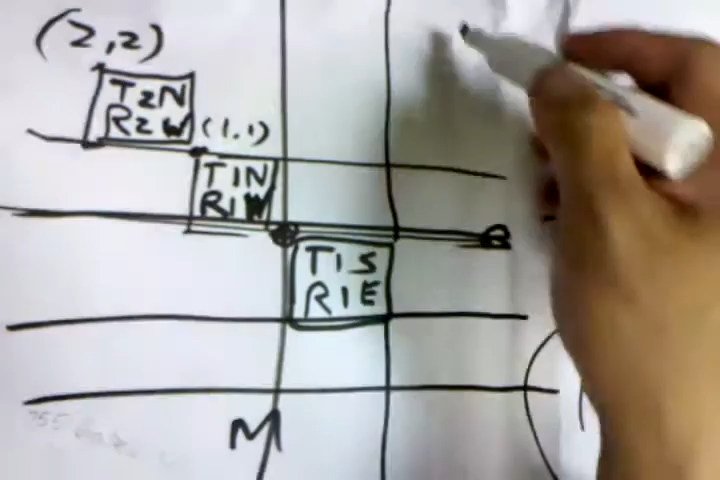 (2,2)
T2N
R2W
(1.1)
T1N
R1W
B
T1S
R1E
M